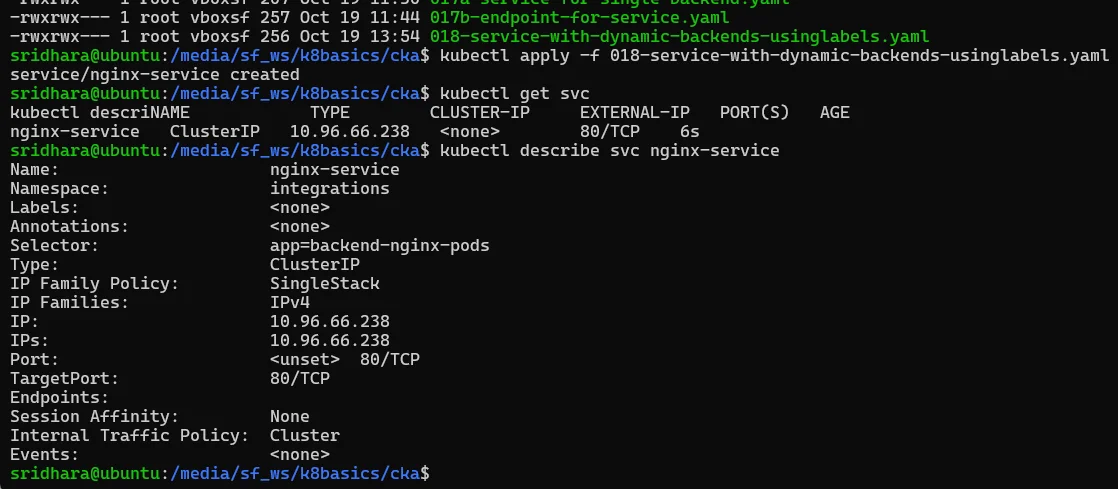 -rwxrwx--- 1 root vboxsf 257 Oct 19 11:44 017b-endpoint-for-service.yaml
-rwxrwx--- 1 root vboxsf 256 Oct 19 13:54 018-service-with-dynamic-backends-usinglabels.yaml
sridhara@ubuntu:/media/sf_ws/k8basics/cka$ kubectl apply -f 018-service-with-dynamic-backends-usinglabels.yaml
service/nginx-service created
sridhara@ubuntu:/media/sf_ws/k8basics/cka$ kubectl get svc
kubectl descriNAME            TYPE        CLUSTER-IP     EXTERNAL-IP   PORT(S)   AGE
nginx-service   ClusterIP   10.96.66.238   <none>        80/TCP    6s
sridhara@ubuntu:/media/sf_ws/k8basics/cka$ kubectl describe svc nginx-service
Name:                     nginx-service
Namespace:                integrations
Labels:                   <none>
Annotations:              <none>
Selector:                 app=backend-nginx-pods
Type:                     ClusterIP
IP Family Policy:         SingleStack
IP Families:              IPv4
IP:                       10.96.66.238
IPs:                      10.96.66.238
Port:                     <unset>  80/TCP
TargetPort:               80/TCP
Endpoints:
Session Affinity:         None
Internal Traffic Policy:  Cluster
Events:                   <none>
sridhara@ubuntu:/media/sf_ws/k8basics/cka$